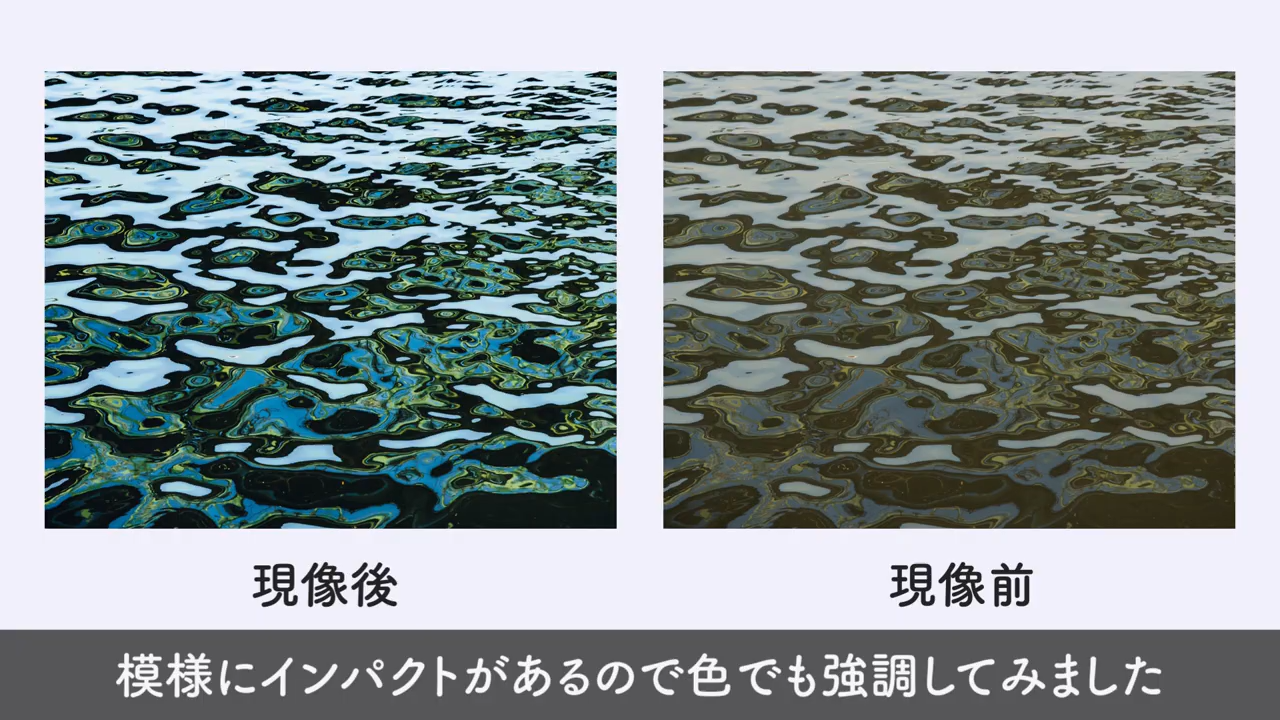 現像後
現像前
模様にインパクトがあるので色でも強調してみました